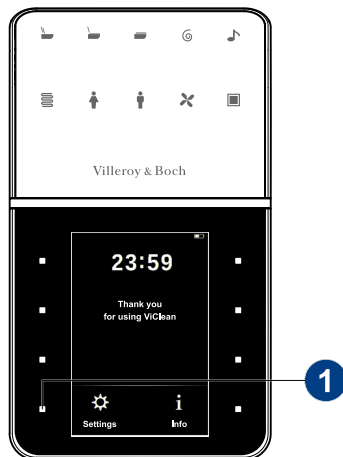 Villeroy & Boch
23:59
Thank you
for using ViClean
1
Settings
Info